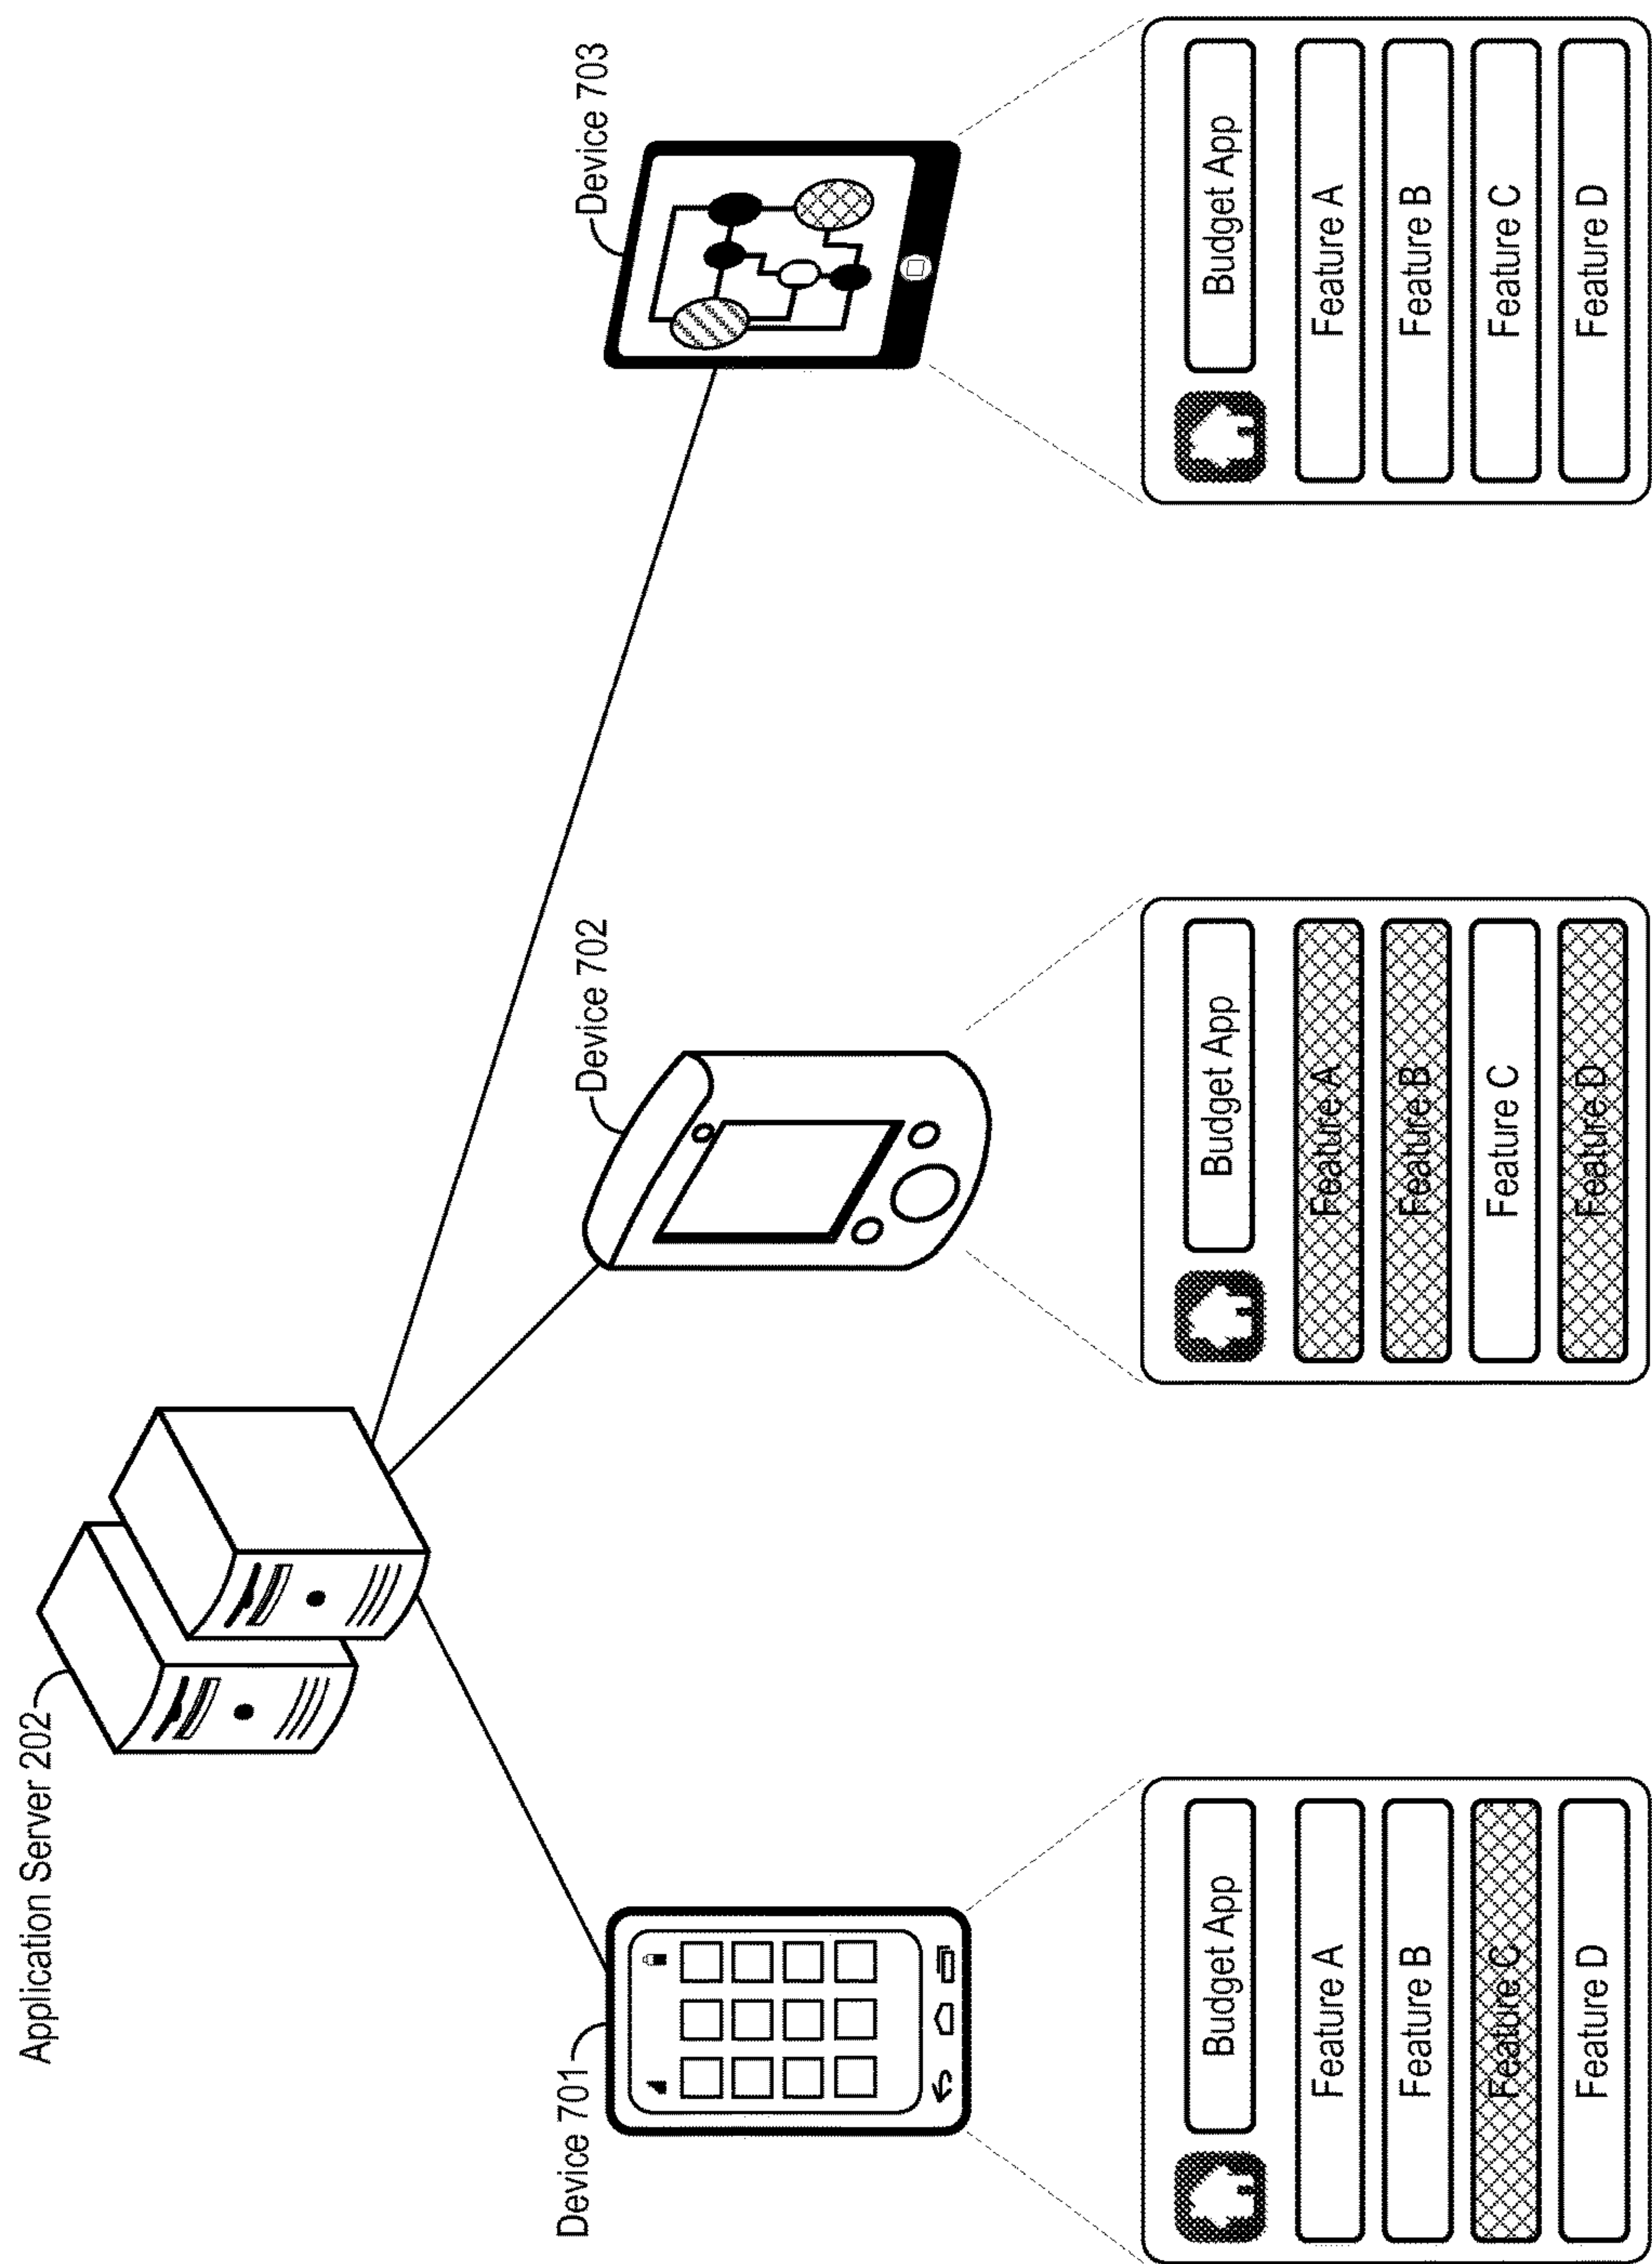 Application Server 202
Device 701
Device 702
Device 703
Budget App
Feature A
Feature B
Feature C
Feature D
Budget App
Feature A
Feature B
Feature C
Feature D
Budget App
Feature A
Feature B
Feature C
Feature D